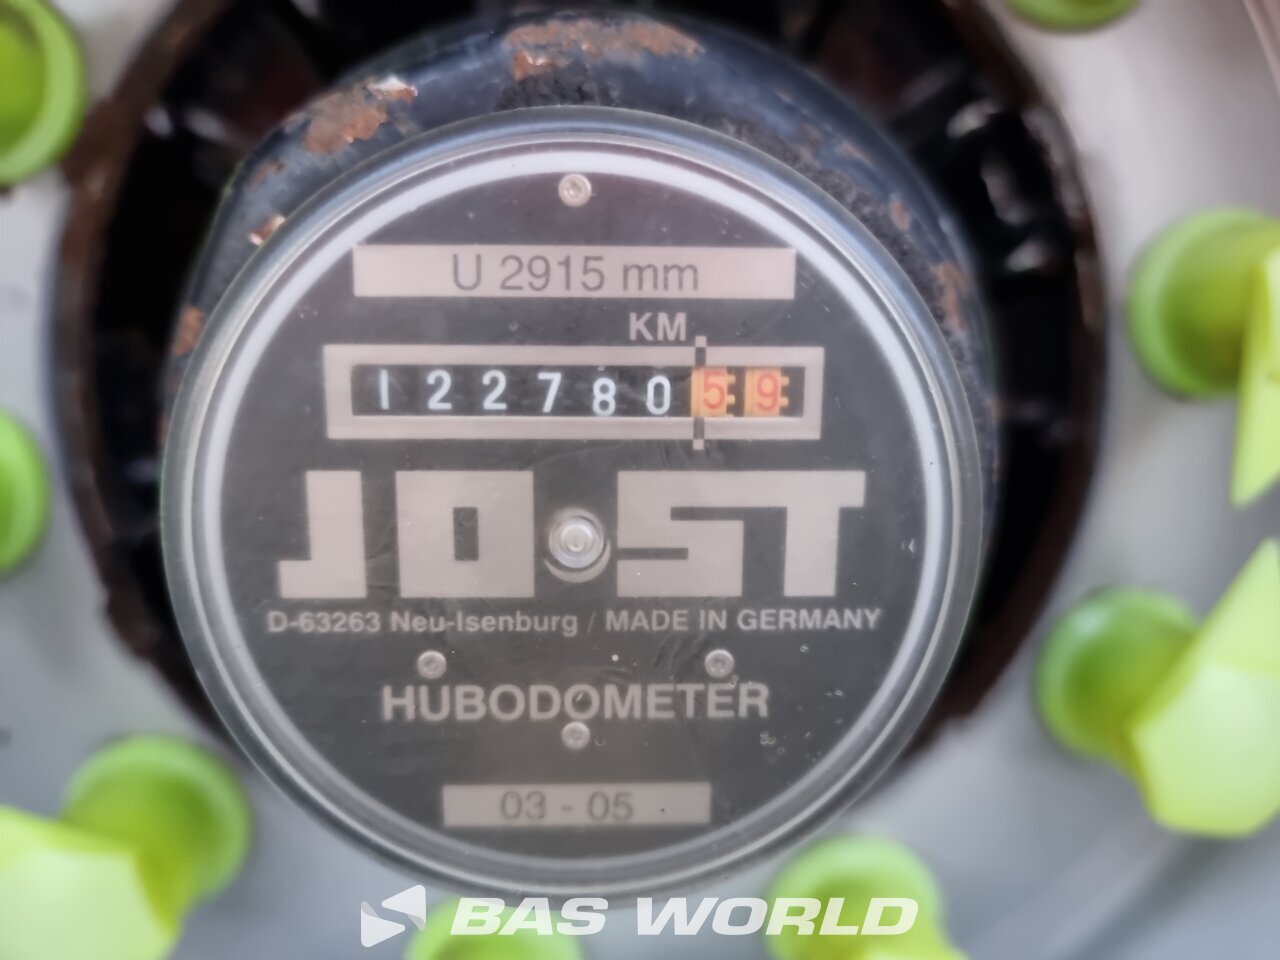 U 2915 mm
KM
12278059
JOST
D-63263 Neu-Isenburg / MADE IN GERMANY
HUBODOMETER
03 - 05
BAS WORLD